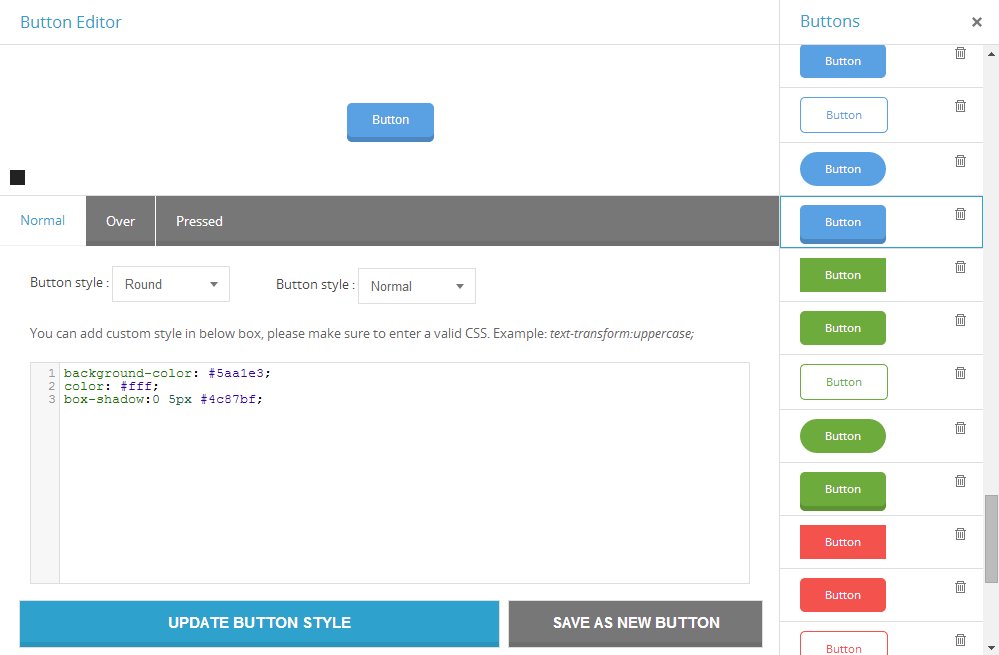 Button Editor
Buttons
Button
Normal
Over
Pressed
Button style :
Round
Button style :
Normal
You can add custom style in below box, please make sure to enter a valid CSS. Example: text-transform:uppercase;
1 background-color: #5aa1e3;
2 color: #fff;
3 box-shadow:0 5px #4c87bf;
UPDATE BUTTON STYLE
SAVE AS NEW BUTTON
Button
Button
Button
Button
Button
Button
Button
Button
Button
Button
Button
Button